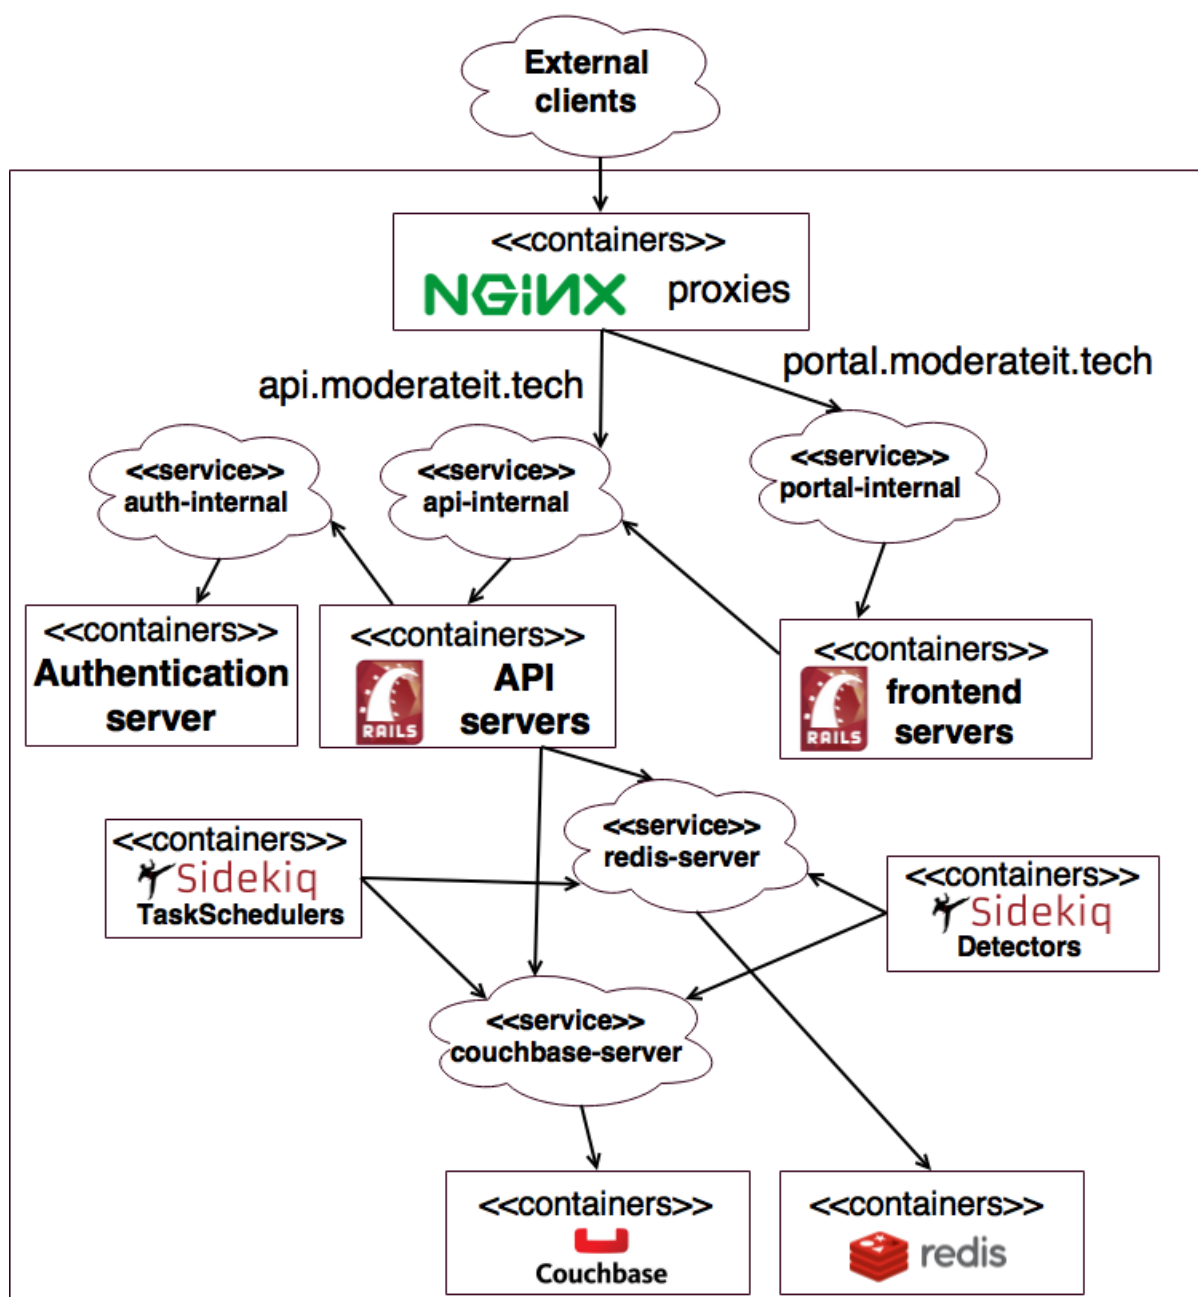 External
clients
<<containers>>
NGiNX proxies
api.moderateit.tech
portal.moderateit.tech
<<service>>
auth-internal
<<service>>
api-internal
<<service>>
portal-internal
<<containers>>
Authentication
server
<<containers>>
RAILS
API
servers
<<containers>>
RAILS
frontend
servers
<<containers>>
Sidekiq
TaskSchedulers
<<service>>
redis-server
<<containers>>
Sidekiq
Detectors
<<service>>
couchbase-server
<<containers>>
Couchbase
<<containers>>
redis